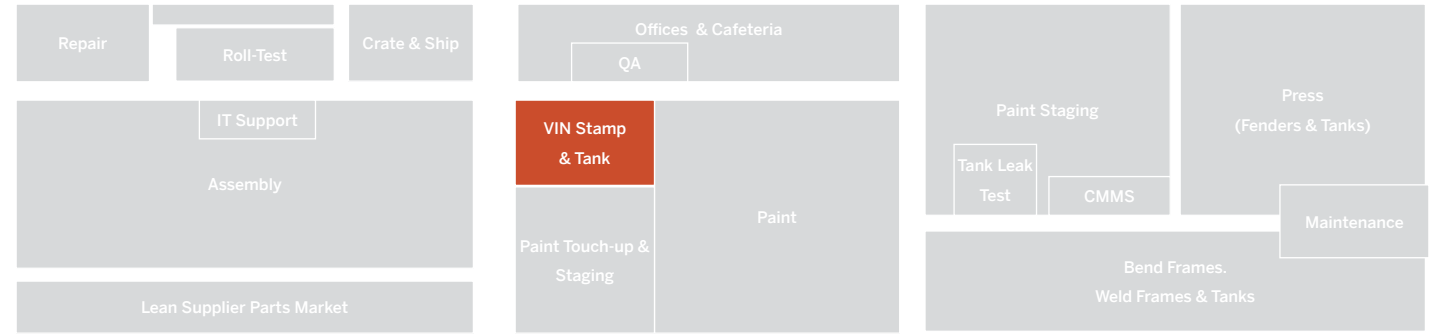 Repair
Roll-Test
Crate & Ship
IT Support
Assembly
Lean Supplier Parts Market
Offices & Cafeteria
QA
VIN Stamp
& Tank
Paint
Paint Touch-up &
Staging
Paint Staging
Tank Leak
Test
CMMS
Press
(Fenders & Tanks)
Maintenance
Bend Frames.
Weld Frames & Tanks